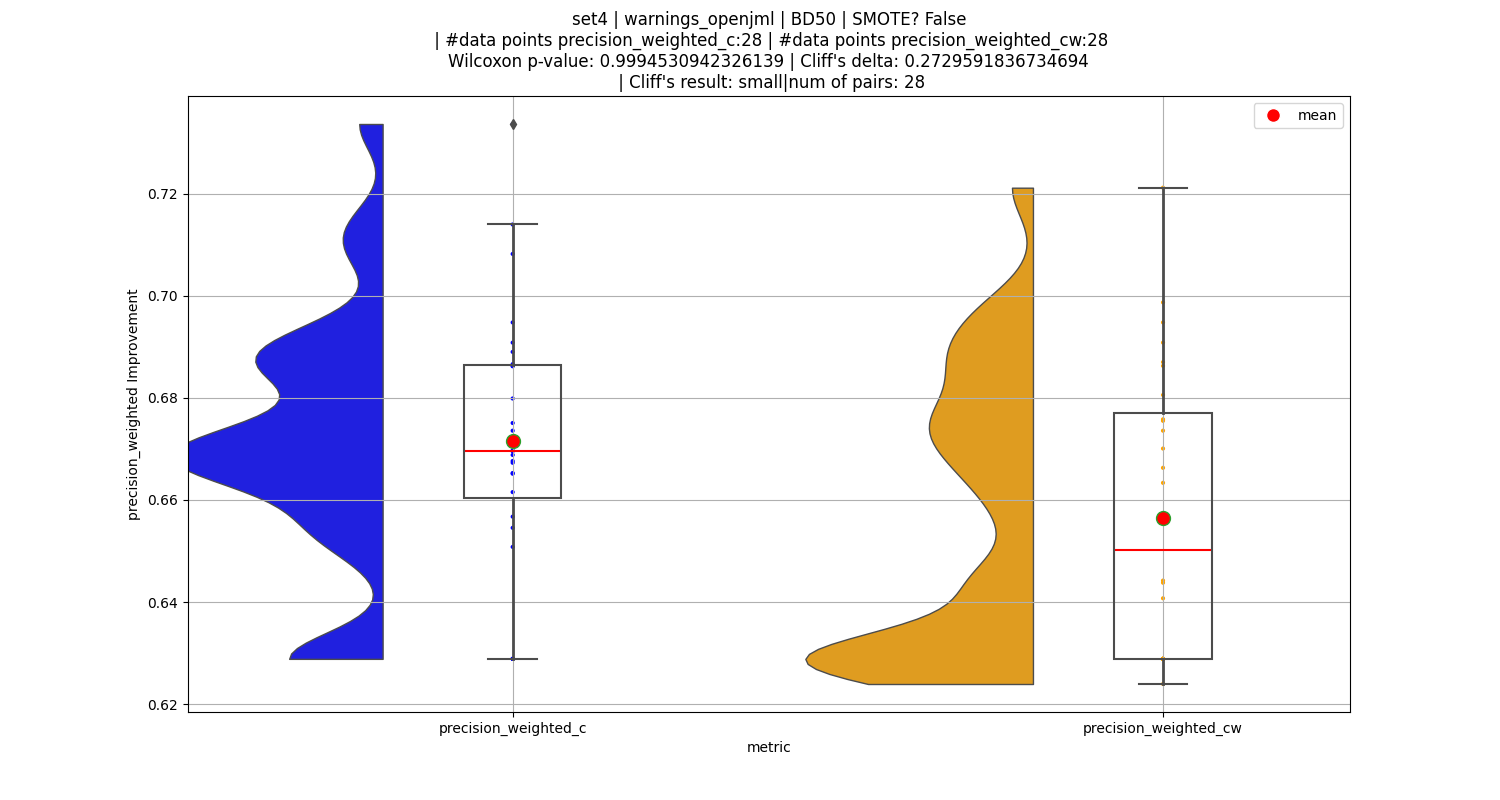 set4 | warnings_openjml | BD50 | SMOTE? False
| #data points precision_weighted_c:28 | #data points precision_weighted_cw:28
Wilcoxon p-value: 0.9994530942326139 | Cliff's delta: 0.2729591836734694
| Cliff's result: small|num of pairs: 28
mean
precision_weighted Improvement
0.72
0.70
0.68
0.66
0.64
0.62
precision_weighted_c
precision_weighted_cw
metric